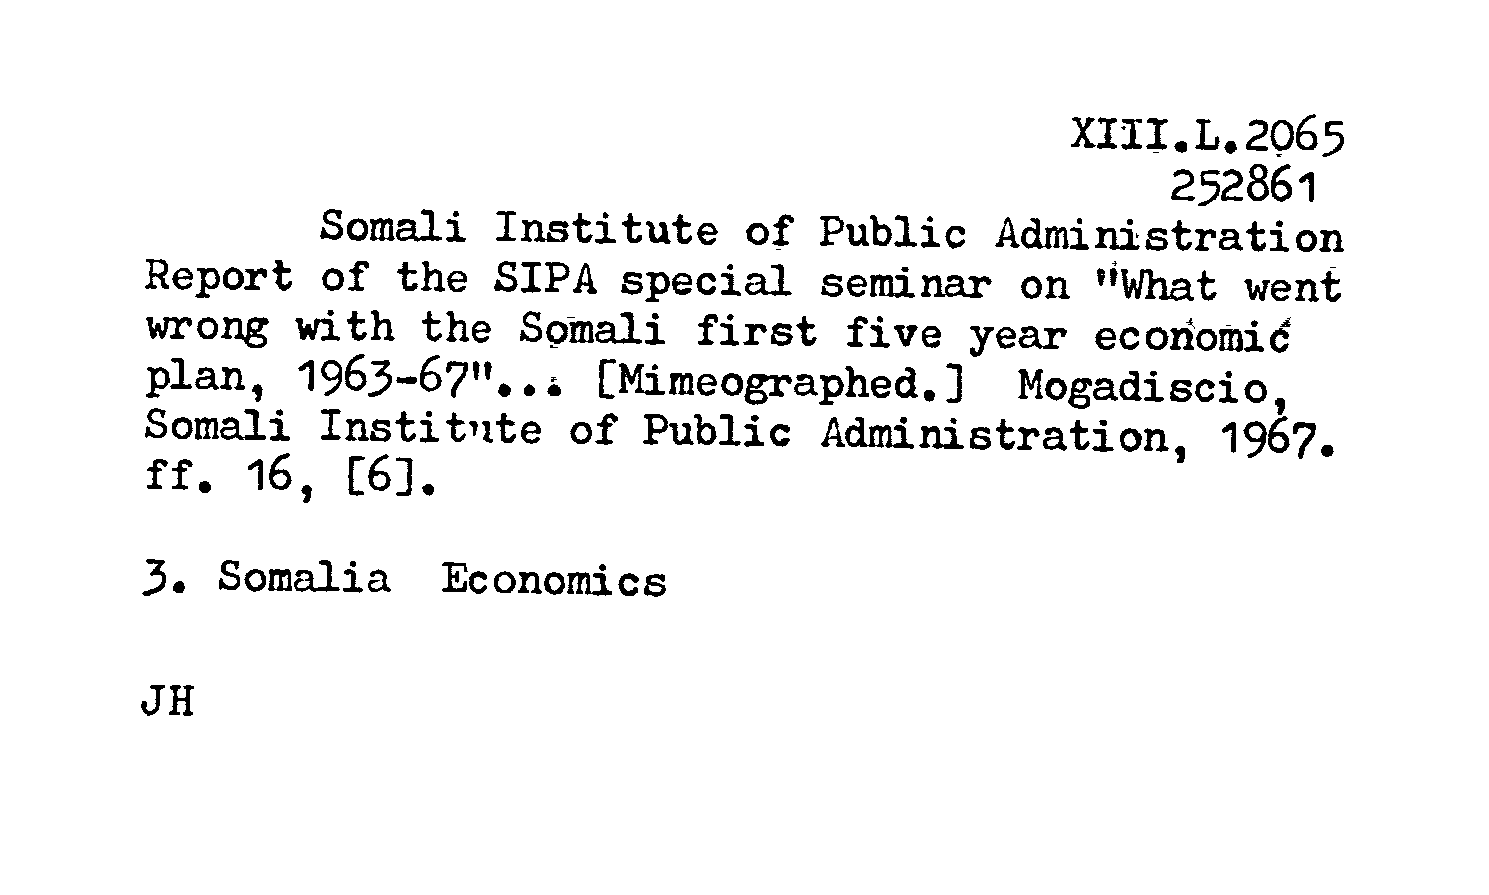 XIII.L.2065
252861
Somali Institute of Public Administration
Report of the SIPA special seminar on "What went
wrong with the Somali first five year economic
plan, 1963-67"... [Mimeographed.] Mogadiscio,
Somali Institute of Public Administration, 1967.
ff. 16, [6].
3. Somalia Economics
JH